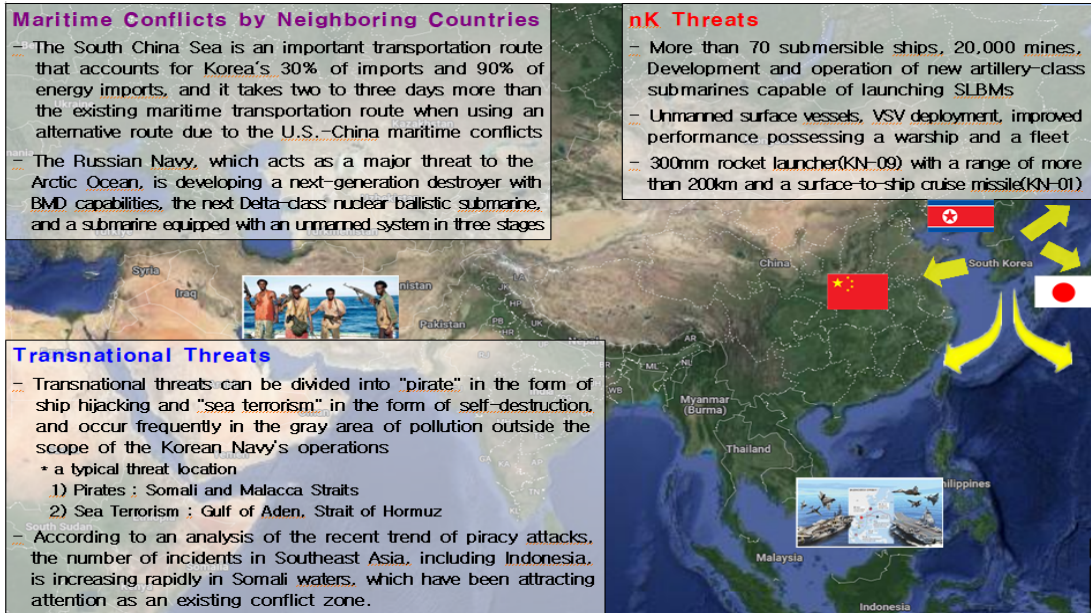 Maritime Conflicts by Neighboring Countries
- The South China Sea is an important transportation route
that accounts for Korea's 30% of imports and 90% of
energy imports, and it takes two to three days more than
the existing maritime transportation route when using an
alternative route due to the U.S.-China maritime conflicts
- The Russian Navy, which acts as a major threat to the
Arctic Ocean, is developing a next-generation destroyer with
BMD capabilities, the next Delta-class nuclear ballistic submarine,
and a submarine equipped with an unmanned system in three stages
nK Threats
- More than 70 submersible ships, 20,000 mines,
Development and operation of new artillery-class
submarines capable of launching SLBMs
- Unmanned surface vessels, VSV deployment, improved
performance possessing a warship and a fleet
- 300mm rocket launcher(KN-09) with a range of more
than 200km and a surface-to-ship cruise missile(KN-01)
Syria
Iraq
nistan
Pakistan
China
South Korea
Nepal
Myanmar
(Burma)
Thailand
Philippines
Malaysia
Indonesia
Transnational Threats
- Transnational threats can be divided into "pirate" in the form of
ship hijacking and "sea terrorism" in the form of self-destruction,
and occur frequently in the gray area of pollution outside the
scope of the Korean Navy's operations
* a typical threat location
1) Pirates : Somali and Malacca Straits
2) Sea Terrorism : Gulf of Aden, Strait of Hormuz
- According to an analysis of the recent trend of piracy attacks,
the number of incidents in Southeast Asia, including Indonesia,
is increasing rapidly in Somali waters, which have been attracting
attention as an existing conflict zone.